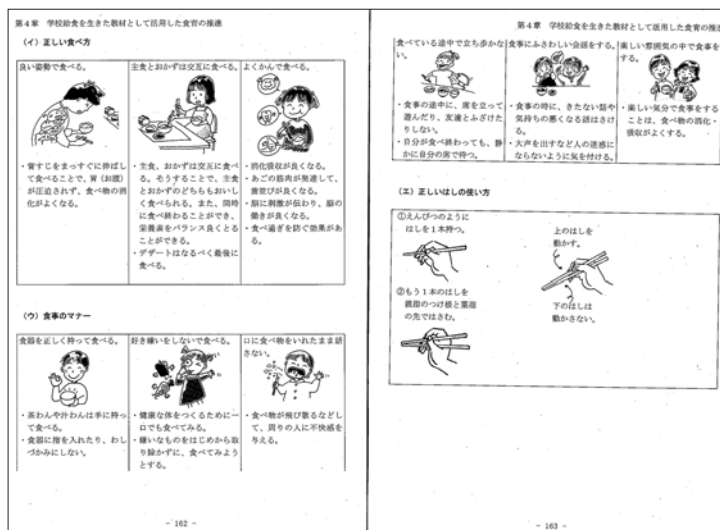 第4章 学校給食を生きた教材として活用した食育の推進
（イ）正しい食べ方
良い姿勢で食べる。
・背すじをまっすぐに伸ばし
て食べることで、胃（お腹）
が圧迫されず、食べ物の消
化がよくなる。
主食とおかずは交互に食べる。
・主食、おかずは交互に食べ
る。そうすることで、主食
とおかずのどちらもおいし
く食べられる。また、同時
に食べ終わることができ、
栄養素をバランス良くとる
ことができる。
・デザートはなるべく最後に
食べる。
よくかんで食べる。
・消化吸収が良くなる。
・あごの筋肉が発達して、
歯並びが良くなる。
・脳に刺激が伝わり、脳の
働きが良くなる。
・食べ過ぎを防ぐ効果があ
る。
（ウ）食事のマナー
食器を正しく持って食べる。
・茶わんや汁わんは手に持っ
て食べる。
・食器に指を入れたり、わし
づかみにしない。
好き嫌いをしないで食べる。
・健康な体をつくるために一
口でも食べてみる。
・嫌いなものをはじめから取
り除かずに、食べてみよう
とする。
口に食べ物をいれたまま話
さない。
・食べ物が飛び散るなどし
て、周りの人に不快感を
与える。
- 162 -
第4章 学校給食を生きた教材として活用した食育の推
食べている途中で立ち歩かな
い。
・食事の途中に、席を立って
遊んだり、友達とふざけた
りしない。
・自分が食べ終わっても、静
かに自分の席で待つ。
食事にふさわしい会話をする。
・食事の時に、きたない話や
気持ちの悪くなる話はさけ
る。
・大声を出すなど人の迷惑に
ならないように気を付ける。
楽しい雰囲気の中で食事を
する。
・楽しい気分で食事をする
ことは、食べ物の消化・
吸収がよくする。
（エ）正しいはしの使い方
①えんぴつのように
はしを1本持つ。
②もう1本のはしを
親指のつけ根と薬指
の先ではさむ。
上のはしを
動かす。
下のはしは
動かさない。
- 163 -